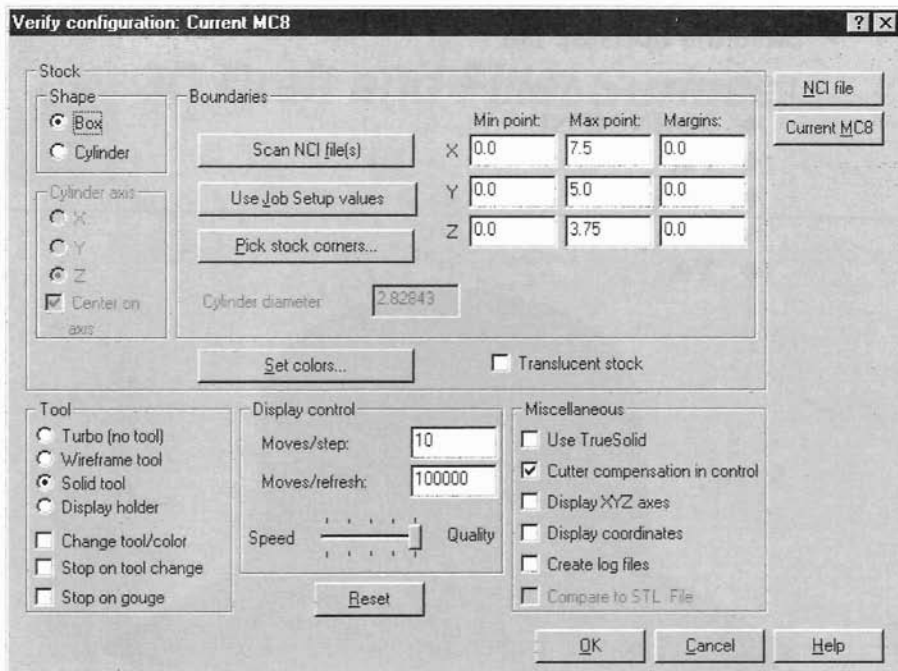 Verify configuration: Current MC8
Stock
Shape
Box
Cylinder
Cylinder axis
X
Y
Z
Center on
axis
Boundaries
Scan NCI file(s)
Use Job Setup values
Pick stock corners...
Min point: Max point: Margins:
X 0.0 7.5 0.0
Y 0.0 5.0 0.0
Z 0.0 3.75 0.0
Cylinder diameter 2.82843
Set colors...
Translucent stock
NCI file
Current MC8
Tool
Turbo (no tool)
Wireframe tool
Solid tool
Display holder
Change tool/color
Stop on tool change
Stop on gouge
Display control
Moves/step: 10
Moves/refresh: 100000
Speed Quality
Reset
Miscellaneous
Use TrueSolid
Cutter compensation in control
Display XYZ axes
Display coordinates
Create log files
Compare to STL File
OK Cancel Help